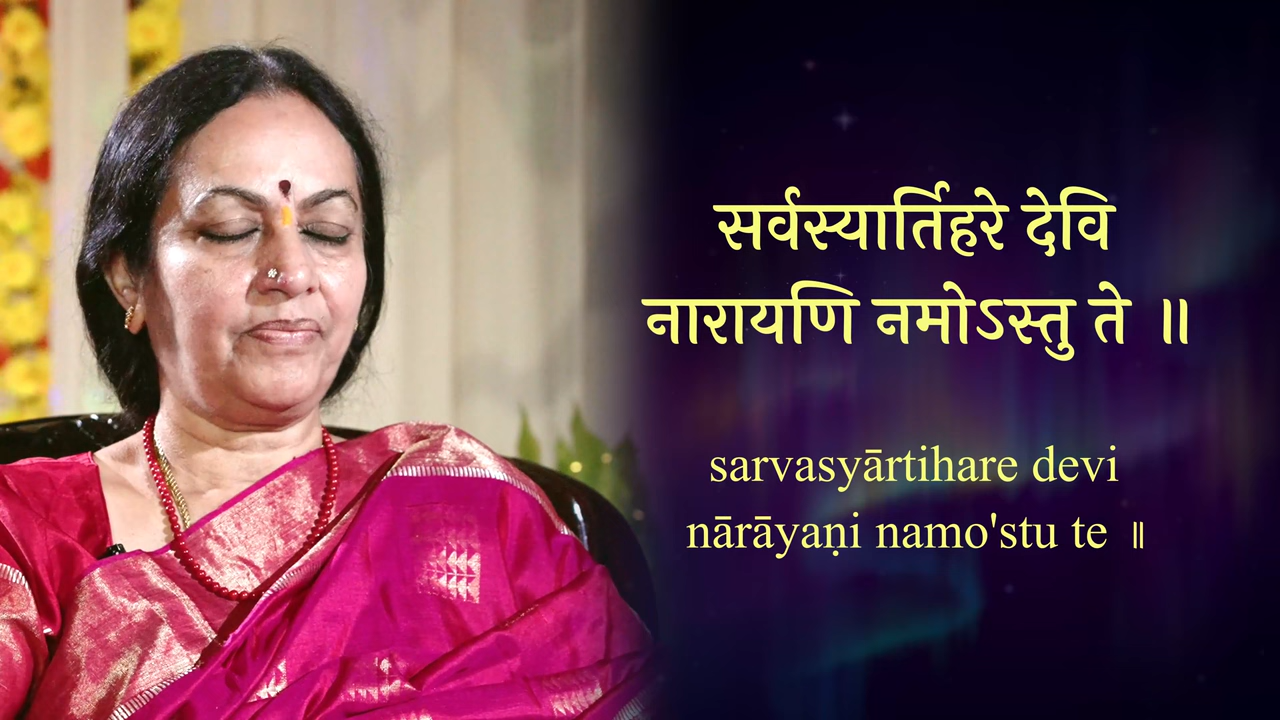 सर्वस्यार्तिहरे देवि
नारायणि नमोऽस्तु ते ॥
sarvasyārtihare devi
nārāyaṇi namo'stu te ॥